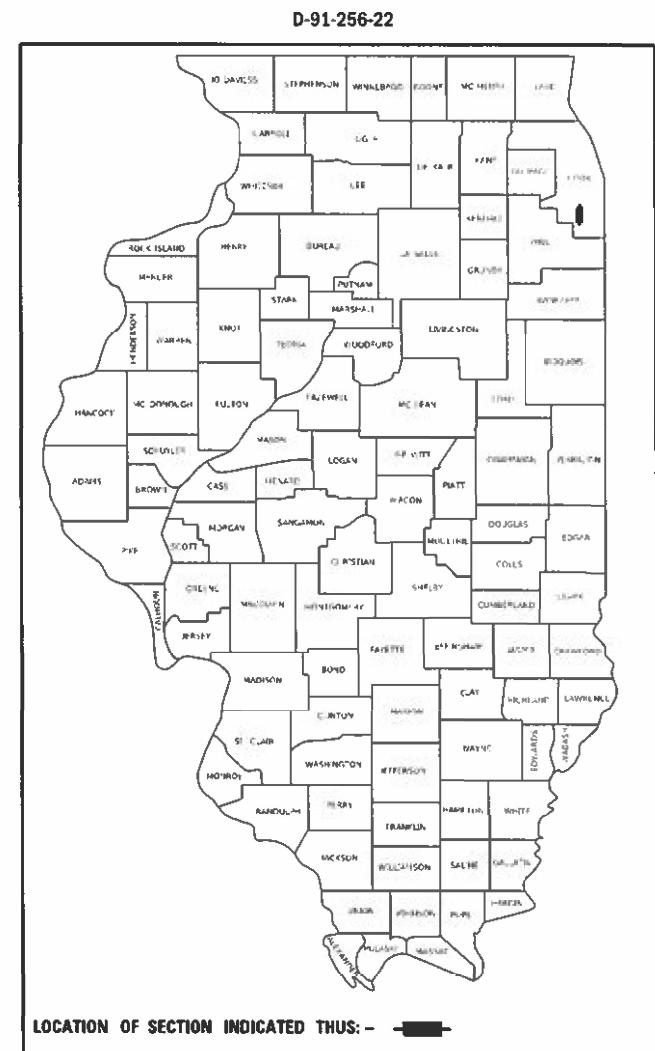 D-91-256-22
JO DAVIESS STEPHENSON WINNEBAGO BOONE MC HENRY LAKE
CARROLL OGLE DE KALB KANE COOK
WHITESIDE LEE
KENDALL WILL
ROCK ISLAND HENRY BUREAU LA SALLE GRUNDY
MERCER PUTNAM
STARK MARSHALL KANKAKEE
HENDERSON WARREN KNOX PEORIA WOODFORD LIVINGSTON IROQUOIS
HANCOCK MC DONOUGH FULTON TAZEWELL MC LEAN FORD
SCHUYLER MASON LOGAN DE WITT CHAMPAIGN VERMILION
ADAMS BROWN CASS MENARD MACON PIATT
MORGAN SANGAMON DOUGLAS EDGAR
PIKE SCOTT CHRISTIAN MOULTRIE COLES
CALHOUN GREENE MACOUPIN MONTGOMERY SHELBY CUMBERLAND CLARK
JERSEY FAYETTE EFFINGHAM JASPER CRAWFORD
MADISON BOND CLAY RICHLAND LAWRENCE
CLINTON MARION
ST. CLAIR WAYNE EDWARDS WABASH
MONROE WASHINGTON JEFFERSON
RANDOLPH PERRY HAMILTON WHITE
FRANKLIN
JACKSON WILLIAMSON SALINE GALLATIN
UNION JOHNSON POPE HARDIN
ALEXANDER PULASKI MASSAC
LOCATION OF SECTION INDICATED THUS: -